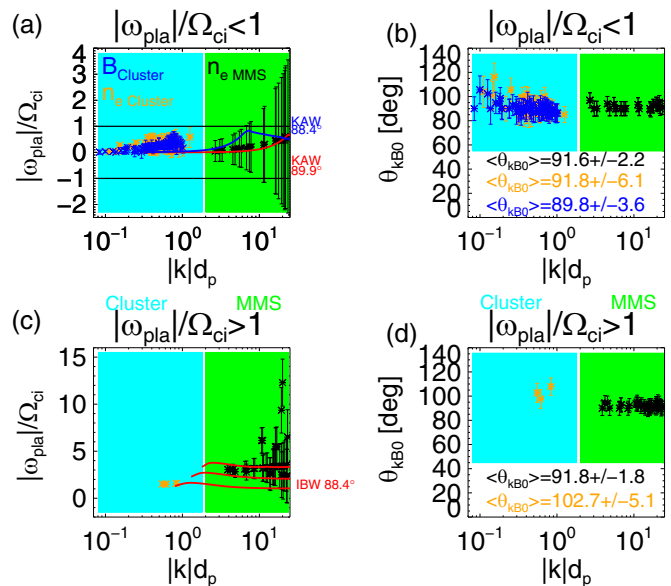 (a) |ω_pla|/Ω_ci<1
B_Cluster
n_e Cluster
n_e MMS
KAW
88.4°
KAW
89.9°
|ω_pla|/Ω_ci
4
3
2
1
0
−1
−2
10^−1 10^0 10^1
|k|d_p
(b) |ω_pla|/Ω_ci<1
θ_kB0 [deg]
140
120
100
80
60
40
20
0
<θ_kB0>=91.6+/−2.2
<θ_kB0>=91.8+/−6.1
<θ_kB0>=89.8+/−3.6
10^−1 10^0 10^1
|k|d_p
Cluster MMS
(c) |ω_pla|/Ω_ci>1
|ω_pla|/Ω_ci
15
10
5
0
IBW 88.4°
10^−1 10^0 10^1
|k|d_p
Cluster MMS
(d) |ω_pla|/Ω_ci>1
θ_kB0 [deg]
140
120
100
80
60
40
20
0
<θ_kB0>=91.8+/−1.8
<θ_kB0>=102.7+/−5.1
10^−1 10^0 10^1
|k|d_p